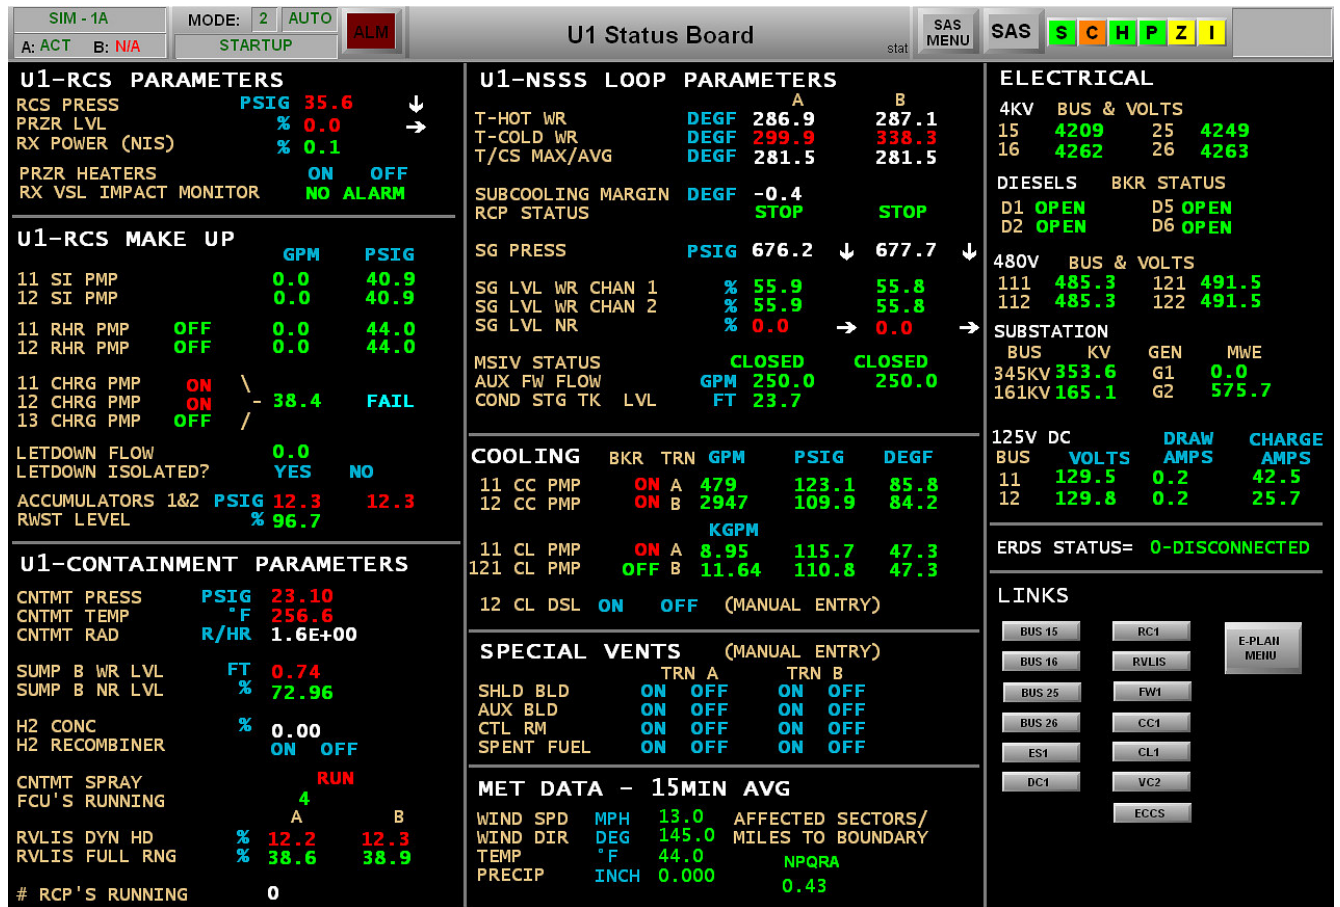 SIM - 1A
A: ACT B: N/A
MODE: 2 AUTO
STARTUP
ALM
U1 Status Board
stat
SAS MENU
SAS
S C H P Z I
U1-RCS PARAMETERS
RCS PRESS PSIG 35.6 ↓
PRZR LVL % 0.0 →
RX POWER (NIS) % 0.1
PRZR HEATERS ON OFF
RX VSL IMPACT MONITOR NO ALARM
U1-RCS MAKE UP
GPM PSIG
11 SI PMP 0.0 40.9
12 SI PMP 0.0 40.9
11 RHR PMP OFF 0.0 44.0
12 RHR PMP OFF 0.0 44.0
11 CHRG PMP ON \
12 CHRG PMP ON - 38.4 FAIL
13 CHRG PMP OFF /
LETDOWN FLOW 0.0
LETDOWN ISOLATED? YES NO
ACCUMULATORS 1&2 PSIG 12.3 12.3
RWST LEVEL % 96.7
U1-CONTAINMENT PARAMETERS
CNTMT PRESS PSIG 23.10
CNTMT TEMP °F 256.6
CNTMT RAD R/HR 1.6E+00
SUMP B WR LVL FT 0.74
SUMP B NR LVL % 72.96
H2 CONC % 0.00
H2 RECOMBINER ON OFF
CNTMT SPRAY RUN
FCU'S RUNNING 4
A B
RVLIS DYN HD % 12.2 12.3
RVLIS FULL RNG % 38.6 38.9
# RCP'S RUNNING 0
U1-NSSS LOOP PARAMETERS
A B
T-HOT WR DEGF 286.9 287.1
T-COLD WR DEGF 299.9 338.3
T/CS MAX/AVG DEGF 281.5 281.5
SUBCOOLING MARGIN DEGF -0.4
RCP STATUS STOP STOP
SG PRESS PSIG 676.2 ↓ 677.7 ↓
SG LVL WR CHAN 1 % 55.9 55.8
SG LVL WR CHAN 2 % 55.9 55.8
SG LVL NR % 0.0 → 0.0 →
MSIV STATUS CLOSED CLOSED
AUX FW FLOW GPM 250.0 250.0
COND STG TK LVL FT 23.7
COOLING BKR TRN GPM PSIG DEGF
11 CC PMP ON A 479 123.1 85.8
12 CC PMP ON B 2947 109.9 84.2
KGPM
11 CL PMP ON A 8.95 115.7 47.3
121 CL PMP OFF B 11.64 110.8 47.3
12 CL DSL ON OFF (MANUAL ENTRY)
SPECIAL VENTS (MANUAL ENTRY)
TRN A TRN B
SHLD BLD ON OFF ON OFF
AUX BLD ON OFF ON OFF
CTL RM ON OFF ON OFF
SPENT FUEL ON OFF ON OFF
MET DATA - 15MIN AVG
WIND SPD MPH 13.0 AFFECTED SECTORS/
WIND DIR DEG 145.0 MILES TO BOUNDARY
TEMP °F 44.0 NPQRA
PRECIP INCH 0.000 0.43
ELECTRICAL
4KV BUS & VOLTS
15 4209 25 4249
16 4262 26 4263
DIESELS BKR STATUS
D1 OPEN D5 OPEN
D2 OPEN D6 OPEN
480V BUS & VOLTS
111 485.3 121 491.5
112 485.3 122 491.5
SUBSTATION
BUS KV GEN MWE
345KV 353.6 G1 0.0
161KV 165.1 G2 575.7
125V DC DRAW CHARGE
BUS VOLTS AMPS AMPS
11 129.5 0.2 42.5
12 129.8 0.2 25.7
ERDS STATUS= 0-DISCONNECTED
LINKS
BUS 15 RC1 E-PLAN MENU
BUS 16 RVLIS
BUS 25 FW1
BUS 26 CC1
ES1 CL1
DC1 VC2
ECCS